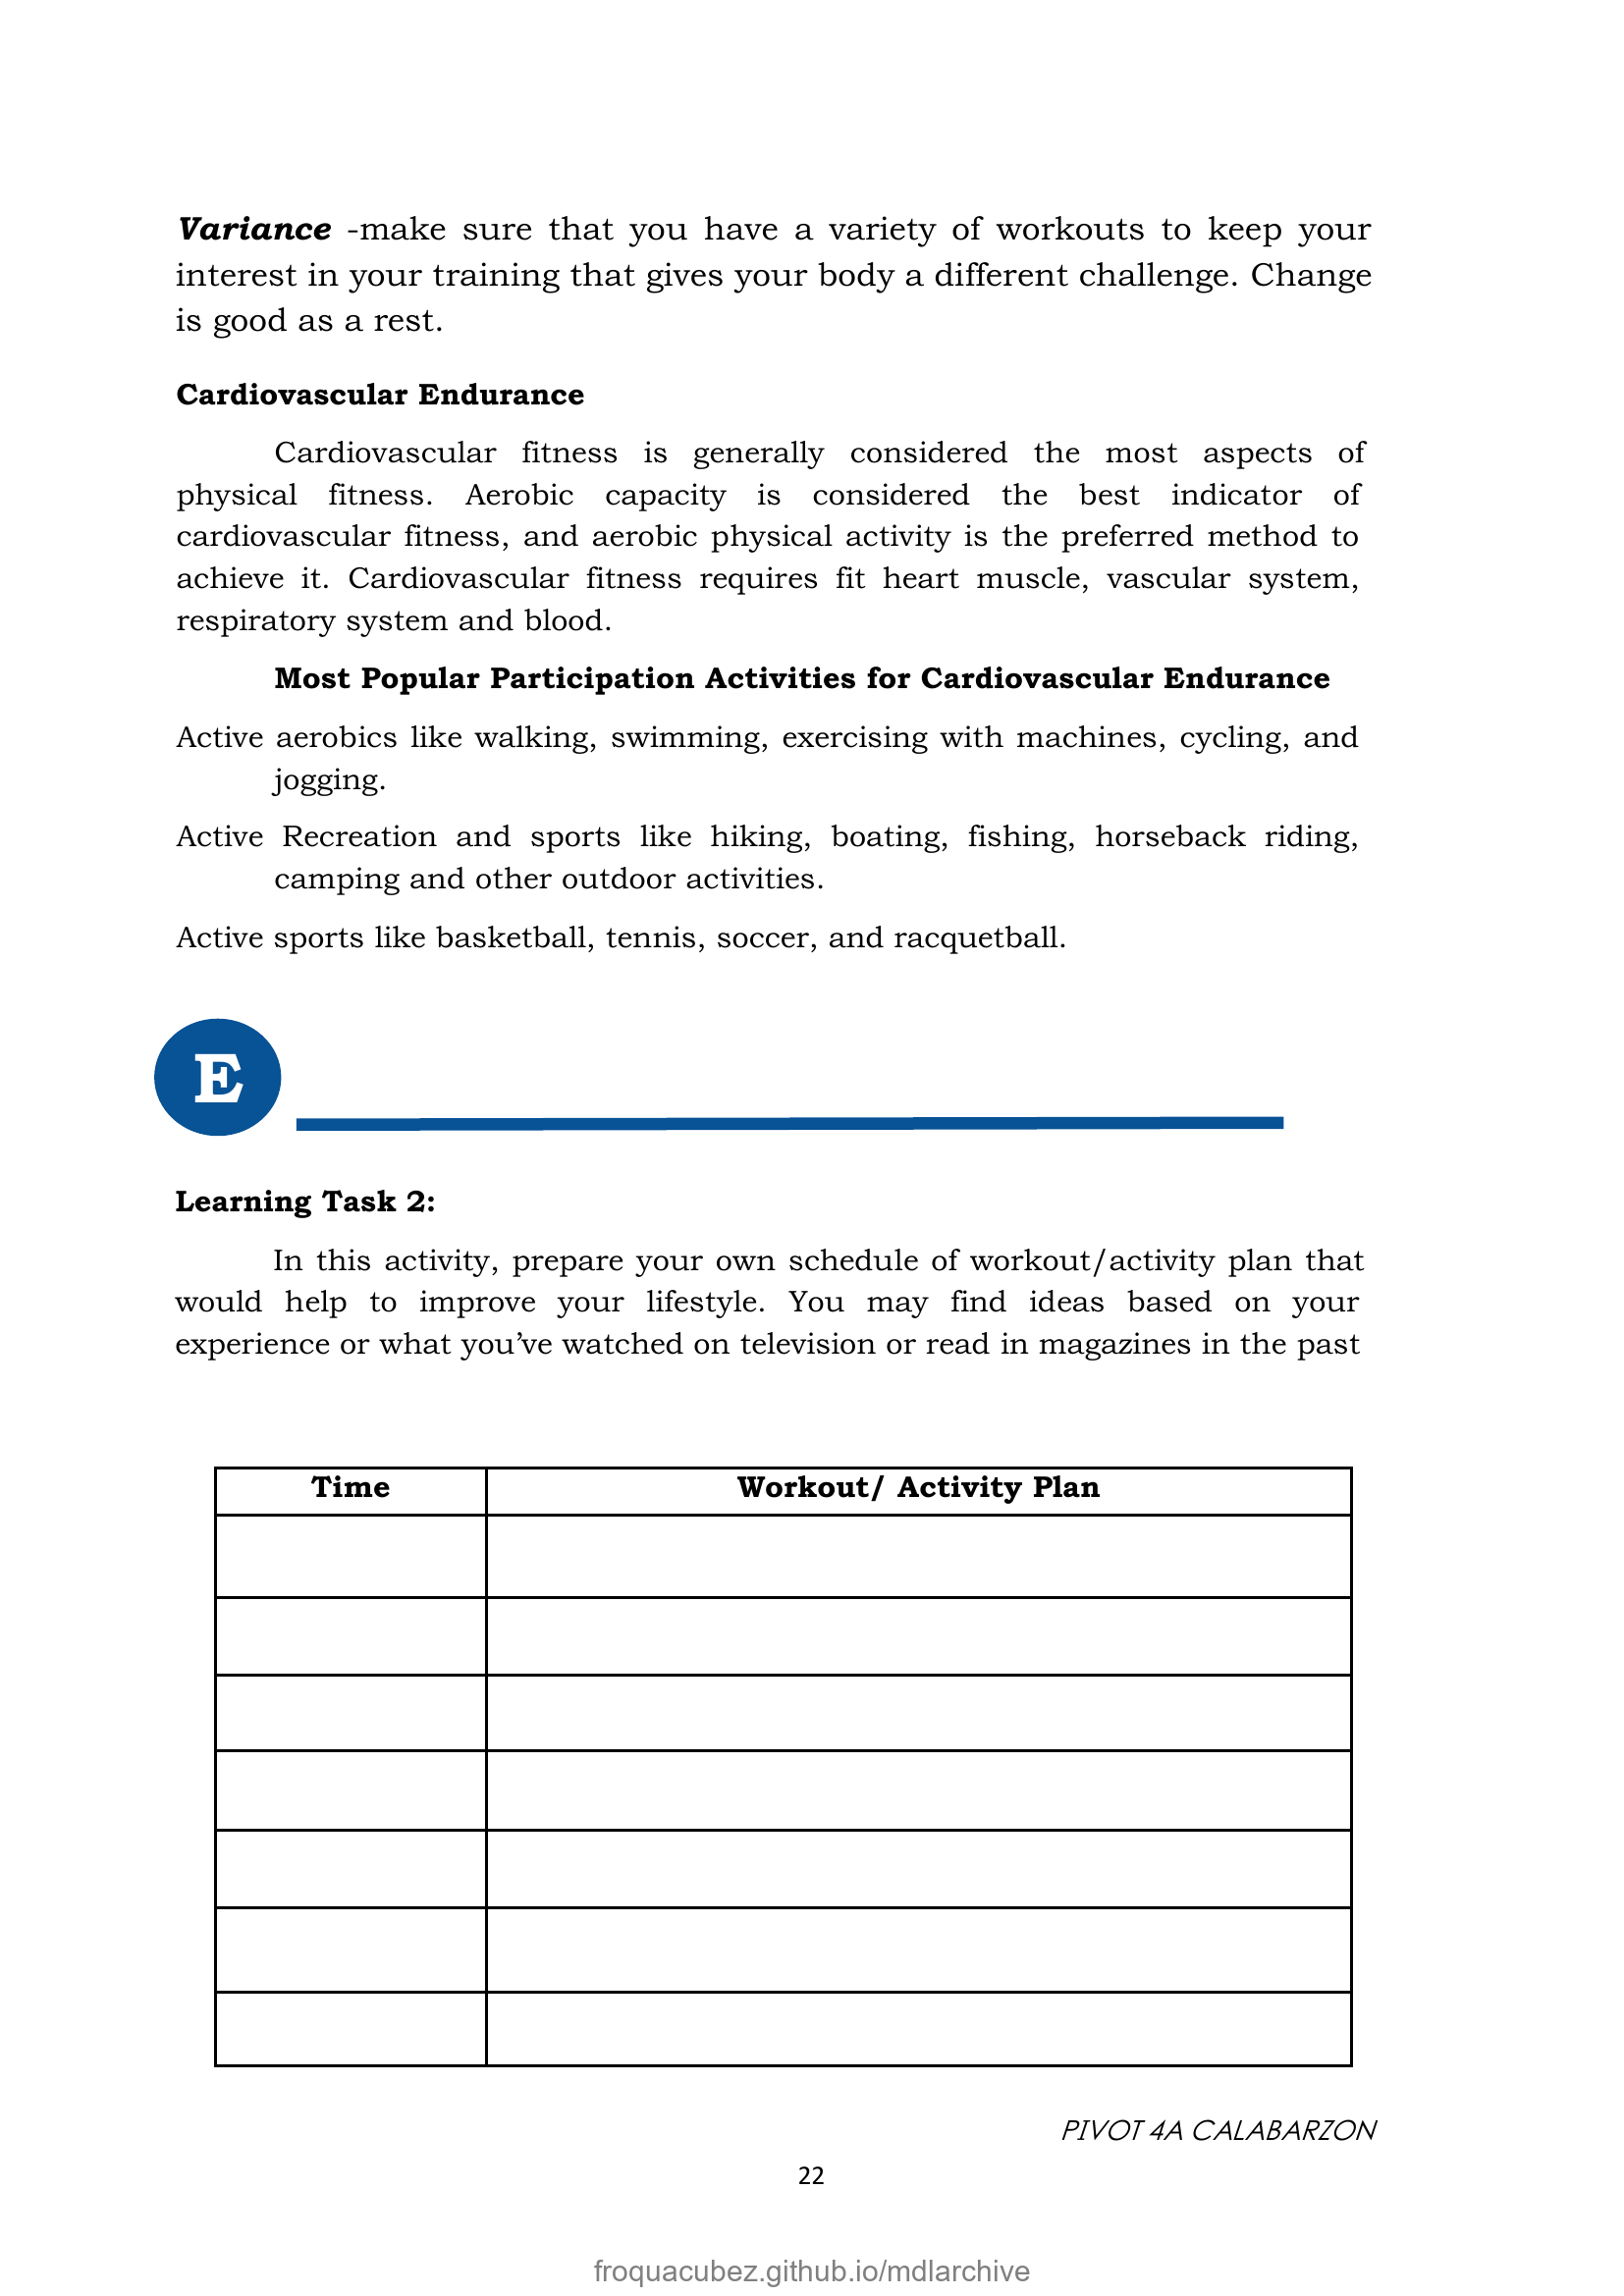 Variance -make sure that you have a variety of workouts to keep your
interest in your training that gives your body a different challenge. Change
is good as a rest.
Cardiovascular Endurance
Cardiovascular fitness is generally considered the most aspects of
physical fitness. Aerobic capacity is considered the best indicator of
cardiovascular fitness, and aerobic physical activity is the preferred method to
achieve it. Cardiovascular fitness requires fit heart muscle, vascular system,
respiratory system and blood.
Most Popular Participation Activities for Cardiovascular Endurance
Active aerobics like walking, swimming, exercising with machines, cycling, and
jogging.
Active Recreation and sports like hiking, boating, fishing, horseback riding,
camping and other outdoor activities.
Active sports like basketball, tennis, soccer, and racquetball.
E
Learning Task 2:
In this activity, prepare your own schedule of workout/activity plan that
would help to improve your lifestyle. You may find ideas based on your
experience or what you’ve watched on television or read in magazines in the past
Time Workout/ Activity Plan
PIVOT 4A CALABARZON
22
froquacubez.github.io/mdlarchive